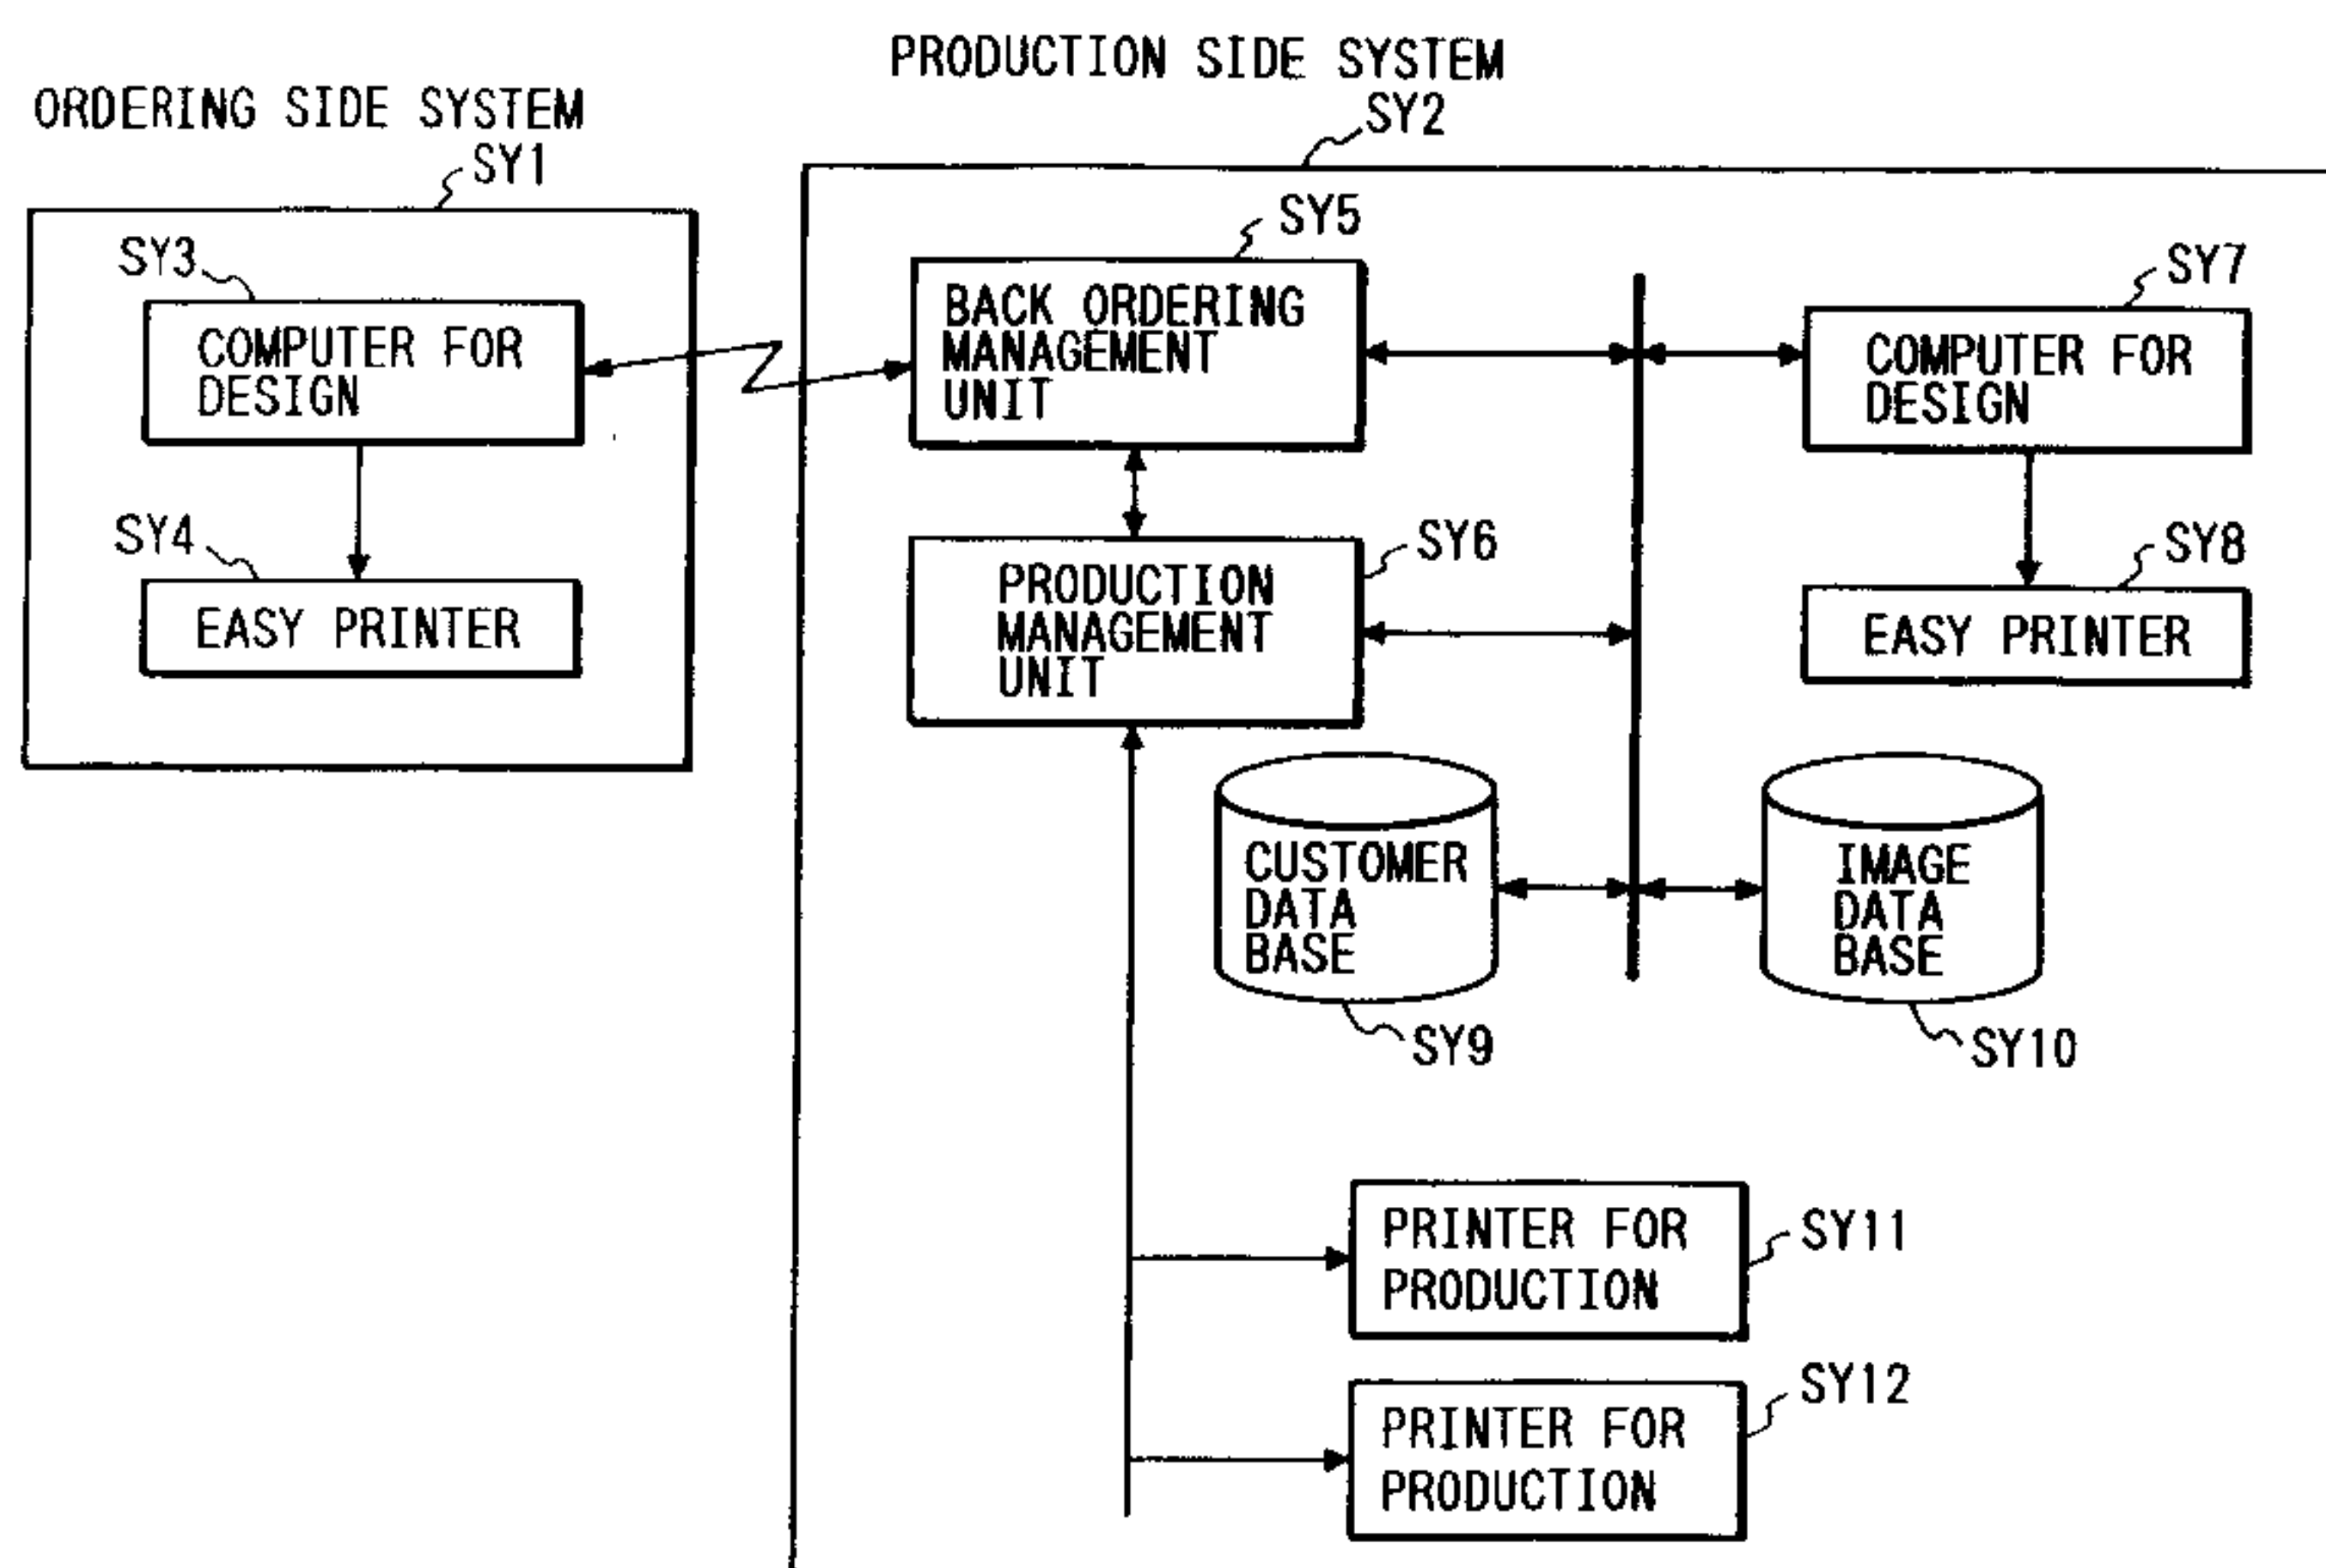 PRODUCTION SIDE SYSTEM
SY2
ORDERING SIDE SYSTEM
SY1
SY3
COMPUTER FOR
DESIGN
SY4
EASY PRINTER
SY5
BACK ORDERING
MANAGEMENT
UNIT
SY7
COMPUTER FOR
DESIGN
SY6
PRODUCTION
MANAGEMENT
UNIT
SY8
EASY PRINTER
CUSTOMER
DATA
BASE
SY9
IMAGE
DATA
BASE
SY10
PRINTER FOR
PRODUCTION
SY11
PRINTER FOR
PRODUCTION
SY12